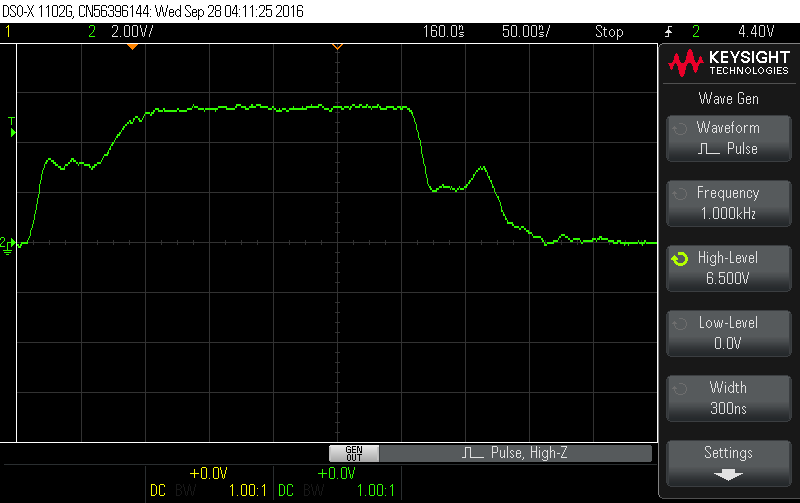 DSO-X 1102G, CN56396144: Wed Sep 28 04:11:25 2016
1 2 2.00V/ 160.0s 50.00s/ Stop 2 4.40V
KEYSIGHT
TECHNOLOGIES
Wave Gen
Waveform
Pulse
Frequency
1.000kHz
High-Level
6.500V
Low-Level
0.0V
Width
300ns
Settings
T
2
GEN
OUT
Pulse, High-Z
+0.0V +0.0V
DC BW 1.00:1 DC BW 1.00:1